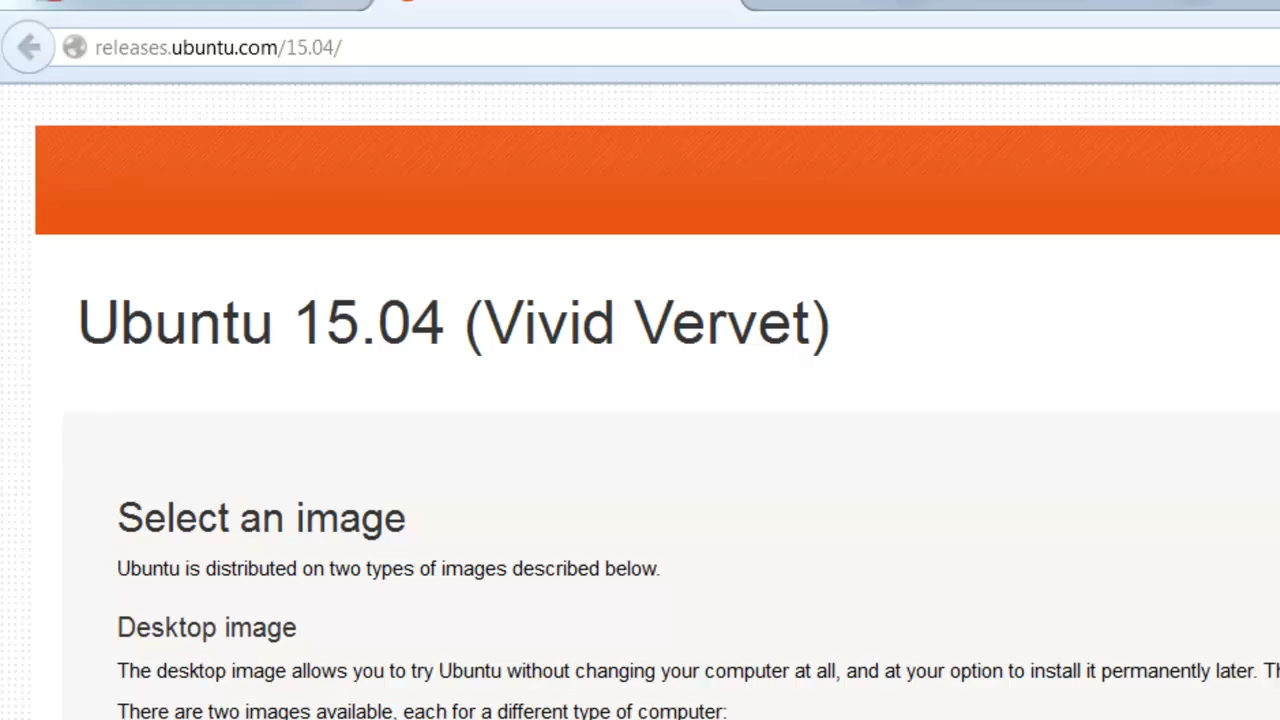 releases.ubuntu.com/15.04/
Ubuntu 15.04 (Vivid Vervet)
Select an image
Ubuntu is distributed on two types of images described below.
Desktop image
The desktop image allows you to try Ubuntu without changing your computer at all, and at your option to install it permanently later.
There are two images available, each for a different type of computer: